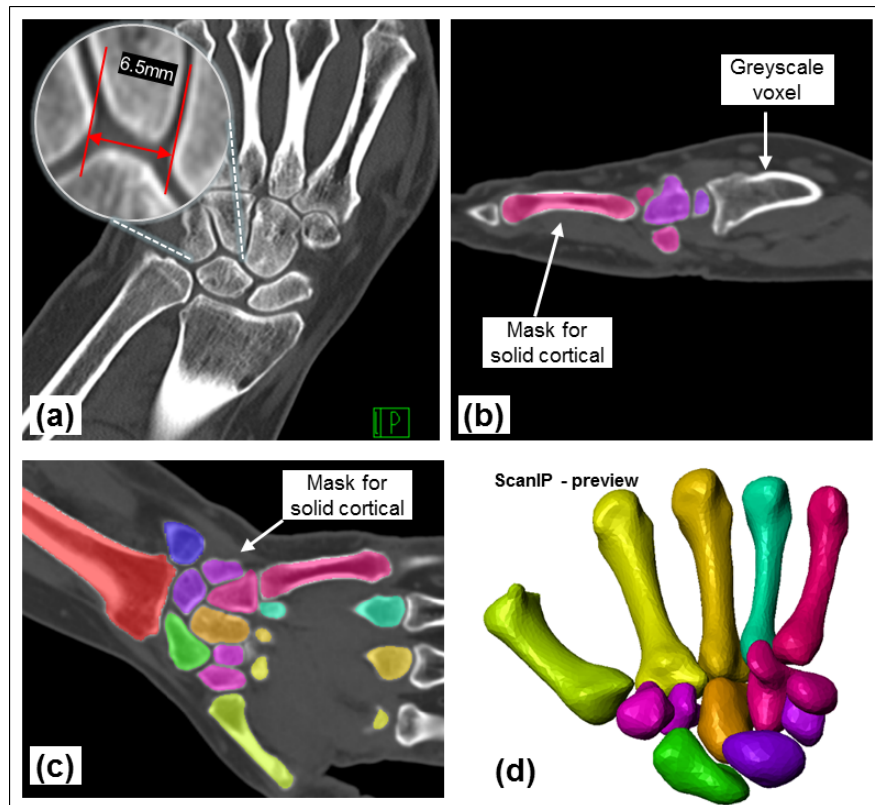 6.5mm
(a)
P
Greyscale
voxel
Mask for
solid cortical
(b)
Mask for
solid cortical
(c)
ScanIP - preview
(d)